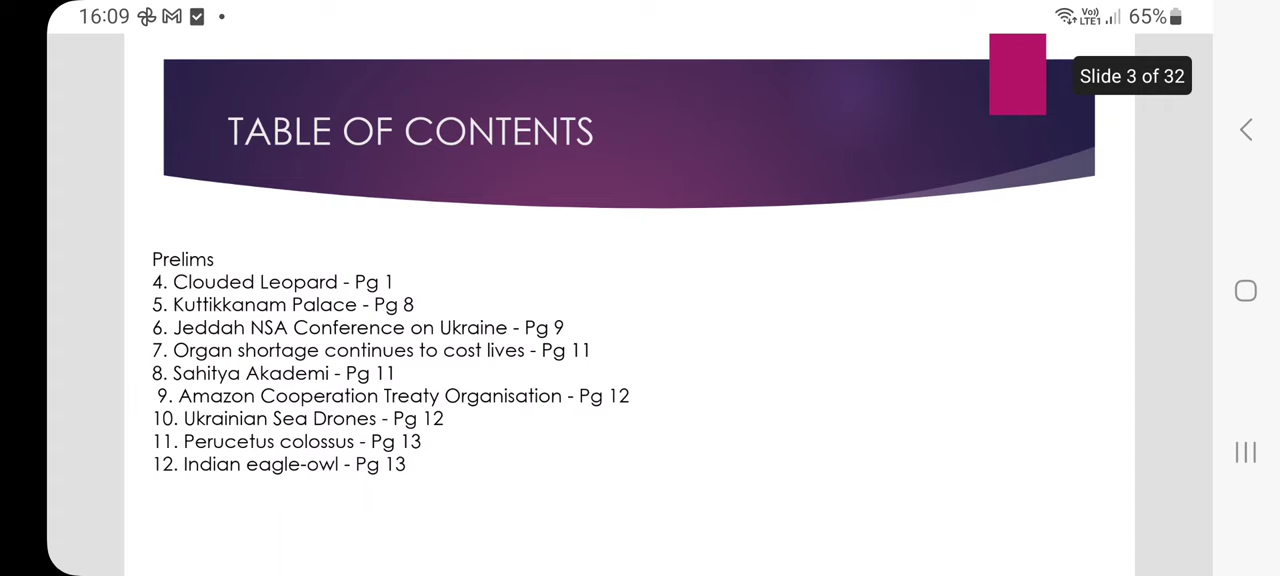 16:09
Vo))
LTE1
65%
Slide 3 of 32
TABLE OF CONTENTS
Prelims
4. Clouded Leopard - Pg 1
5. Kuttikkanam Palace - Pg 8
6. Jeddah NSA Conference on Ukraine - Pg 9
7. Organ shortage continues to cost lives - Pg 11
8. Sahitya Akademi - Pg 11
9. Amazon Cooperation Treaty Organisation - Pg 12
10. Ukrainian Sea Drones - Pg 12
11. Perucetus colossus - Pg 13
12. Indian eagle-owl - Pg 13